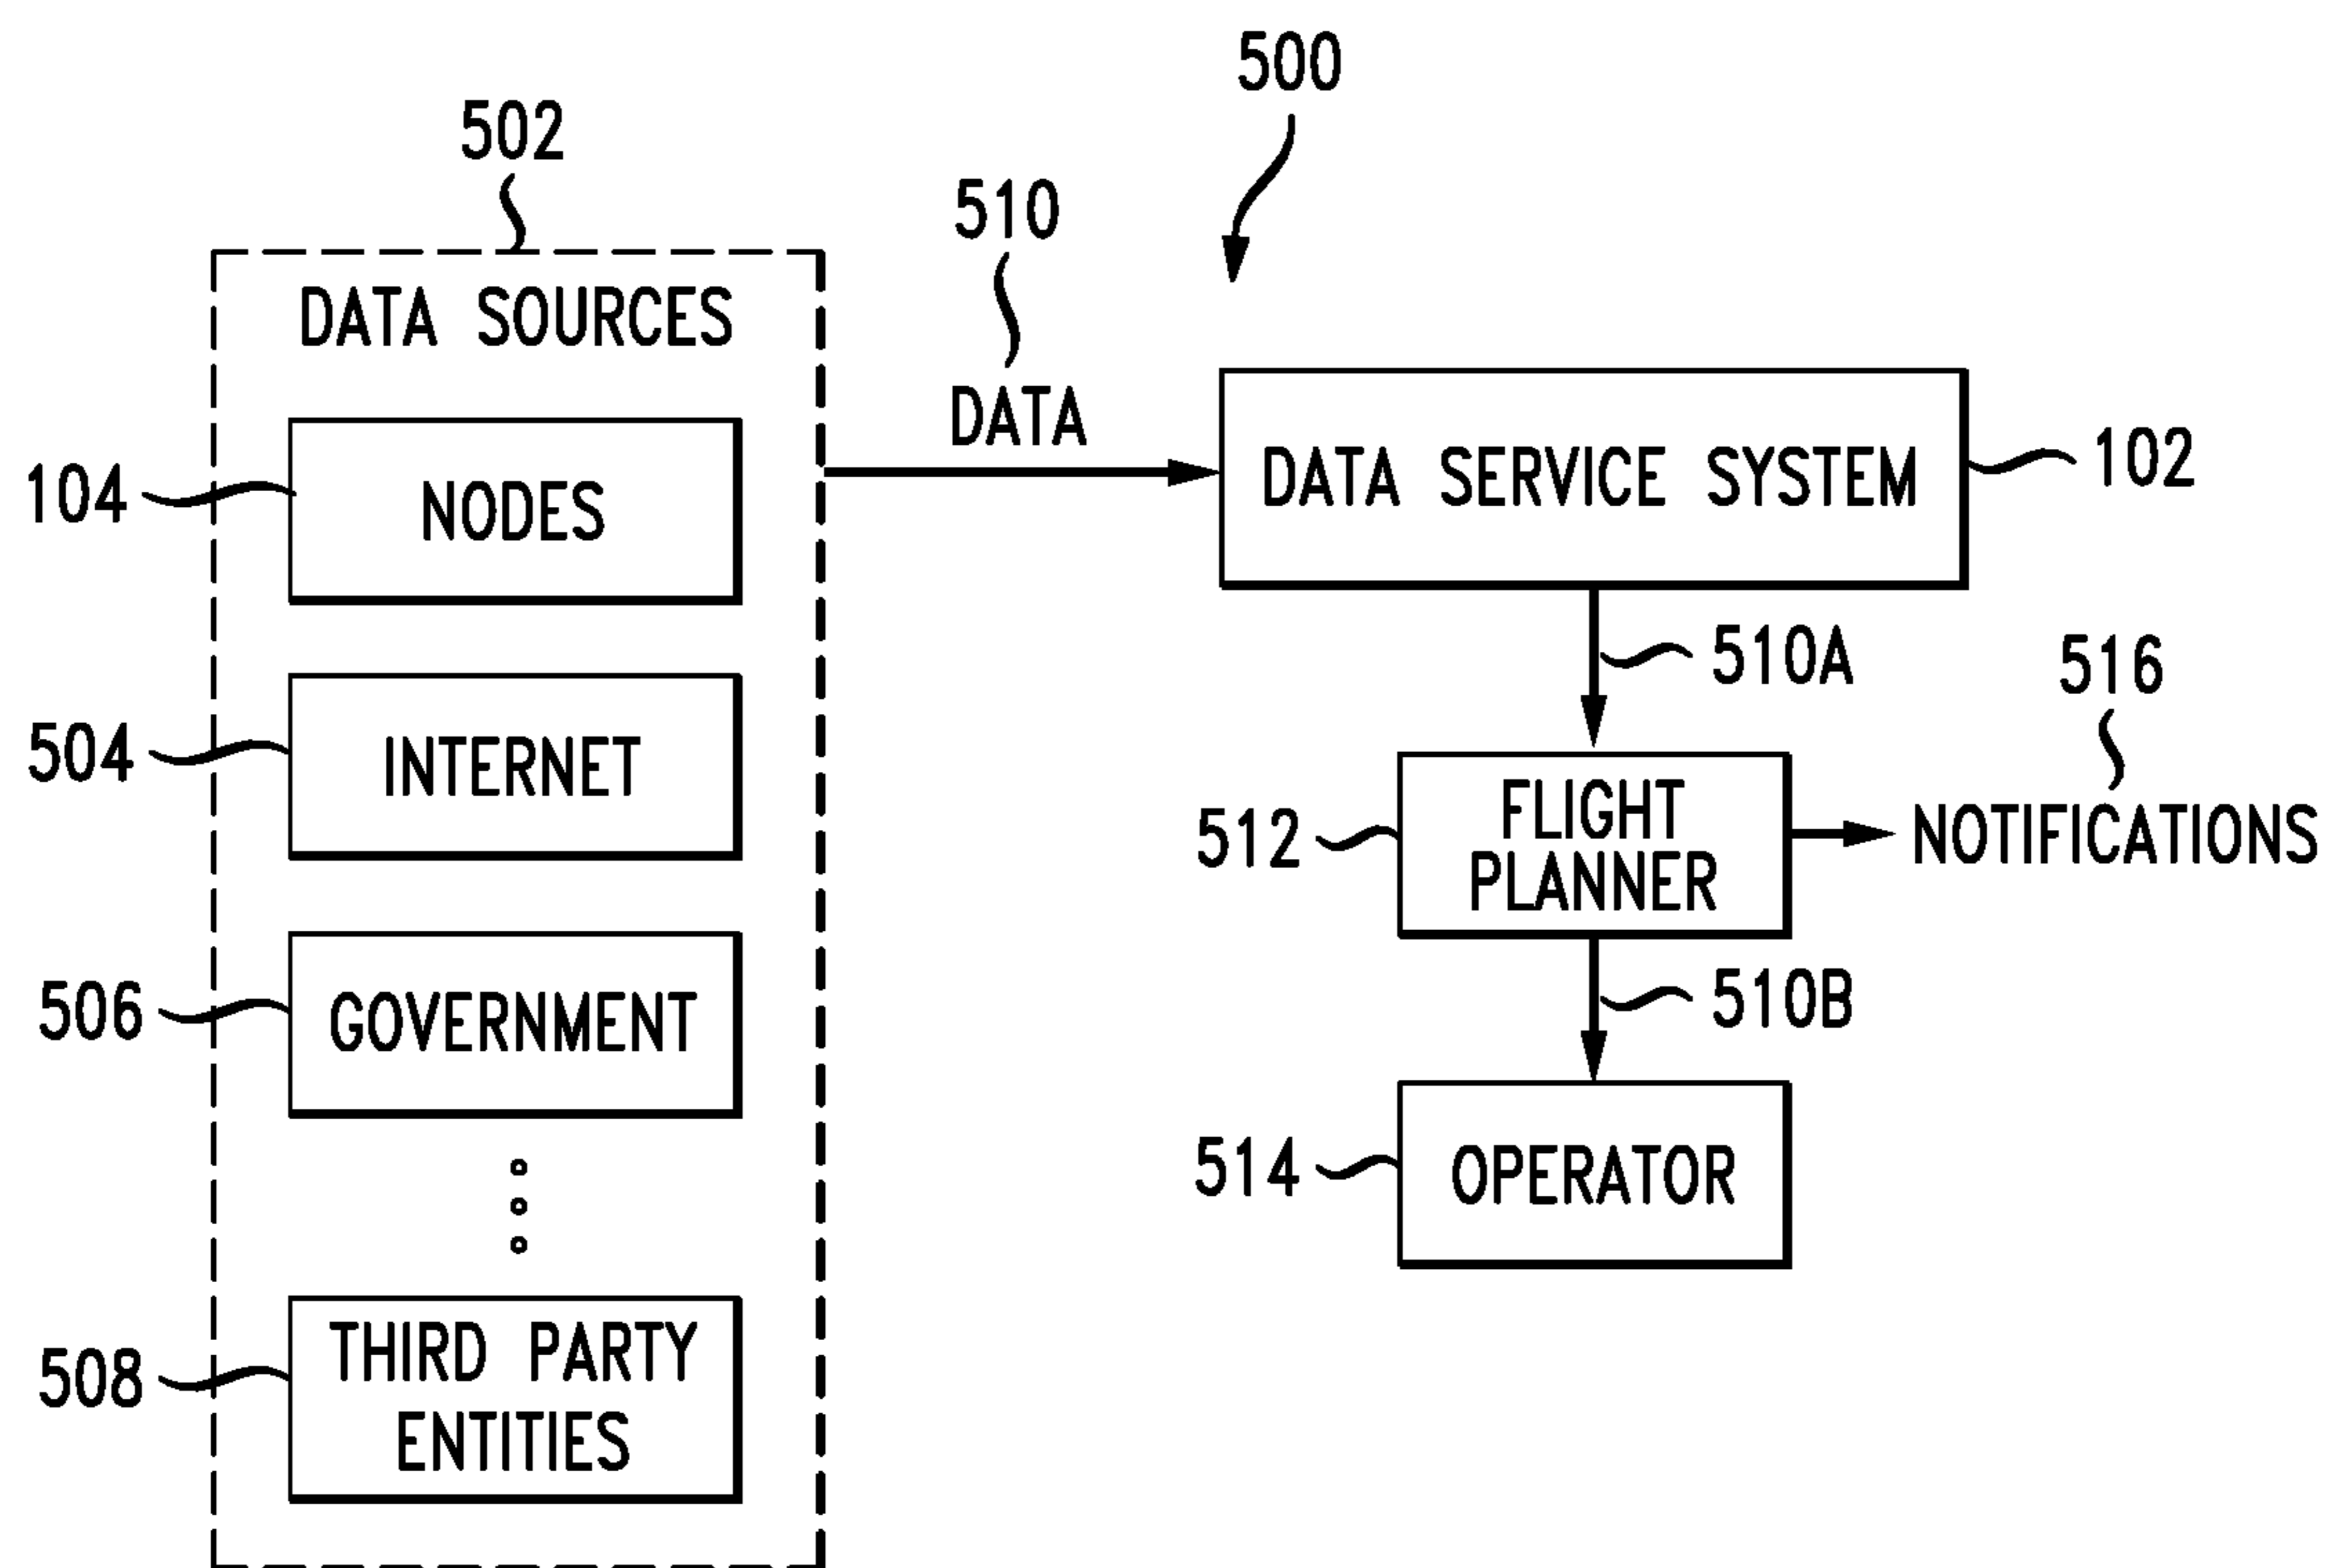 500
502
510
DATA SOURCES
DATA
DATA SERVICE SYSTEM
102
104
NODES
510A
516
504
INTERNET
512
FLIGHT
PLANNER
NOTIFICATIONS
506
GOVERNMENT
510B
514
OPERATOR
508
THIRD PARTY
ENTITIES